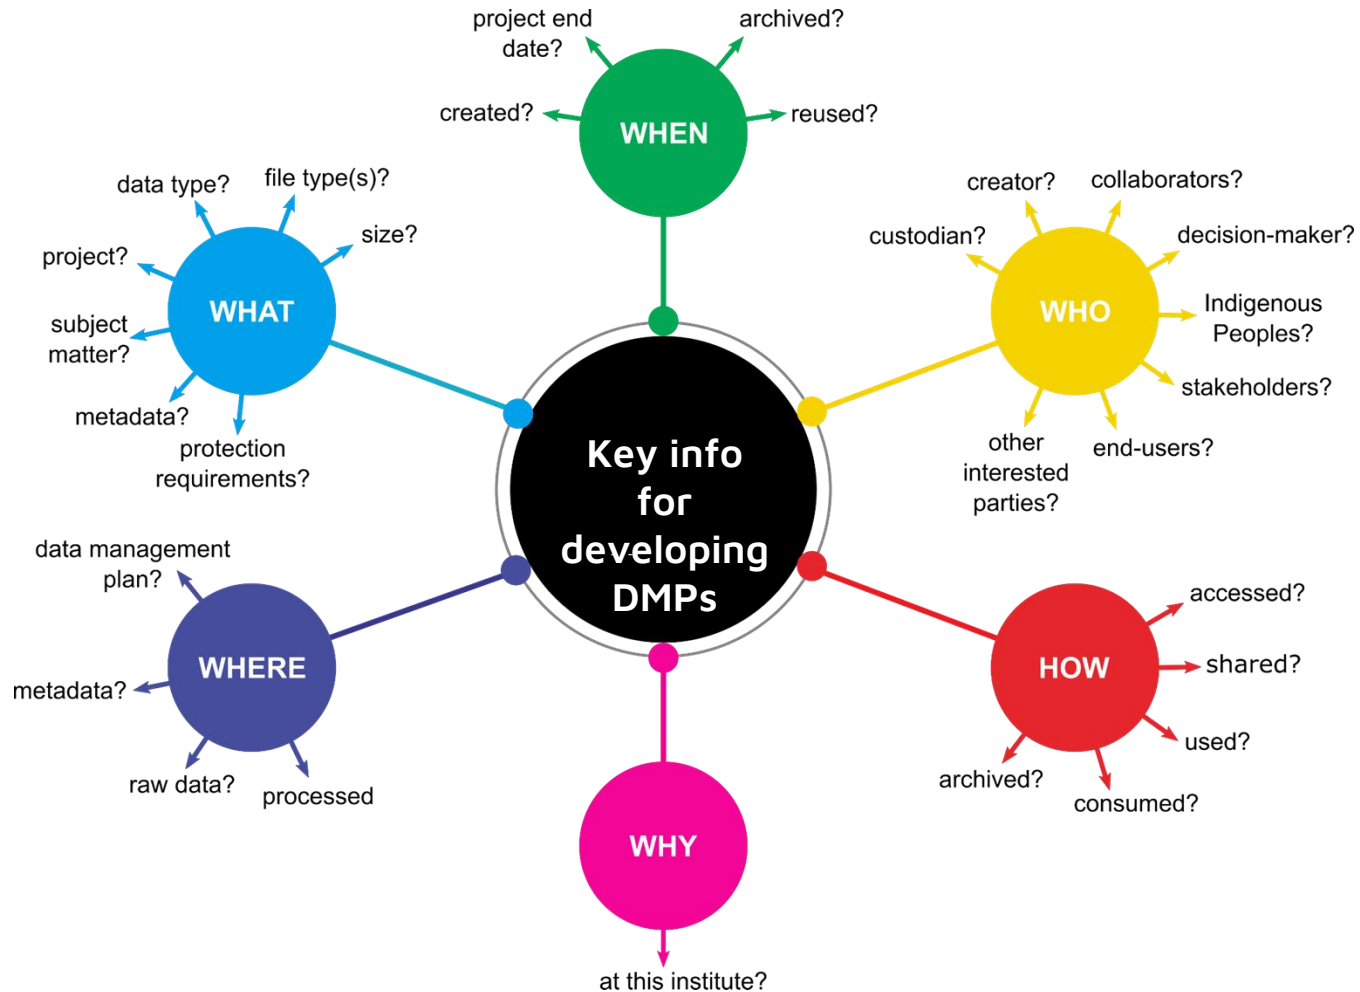 project end
date?
archived?
created?
reused?
WHEN
data type?
file type(s)?
size?
project?
subject
matter?
metadata?
protection
requirements?
WHAT
creator?
collaborators?
custodian?
decision-maker?
Indigenous
Peoples?
stakeholders?
end-users?
other
interested
parties?
WHO
Key info
for
developing
DMPs
data management
plan?
metadata?
raw data?
processed
WHERE
accessed?
shared?
used?
consumed?
archived?
HOW
WHY
at this institute?